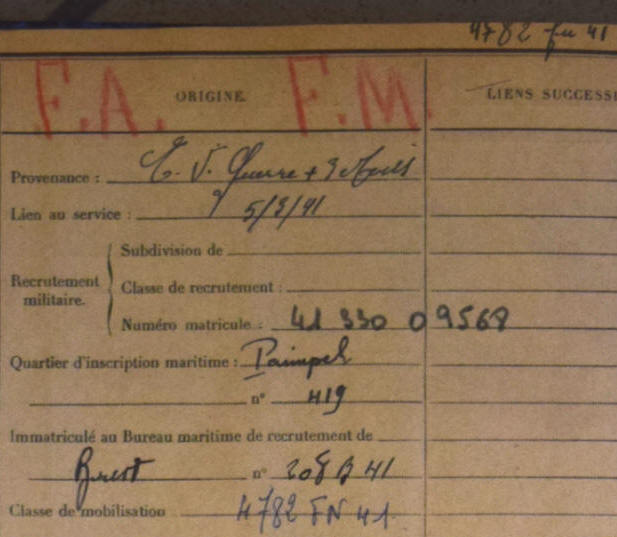 4782 fu 41
F.A. ORIGINE F.M. LIENS SUCCESSI
Provenance : E. V. Guerre + 3 Mois
Lien au service : 5/3/41
Subdivision de
Recrutement militaire.
Classe de recrutement :
Numéro matricule : 41 330 09568
Quartier d'inscription maritime : Paimpol
n° 419
Immatriculé au Bureau maritime de recrutement de
Brest n° 208 B 41
Classe de mobilisation 4782 FN 41